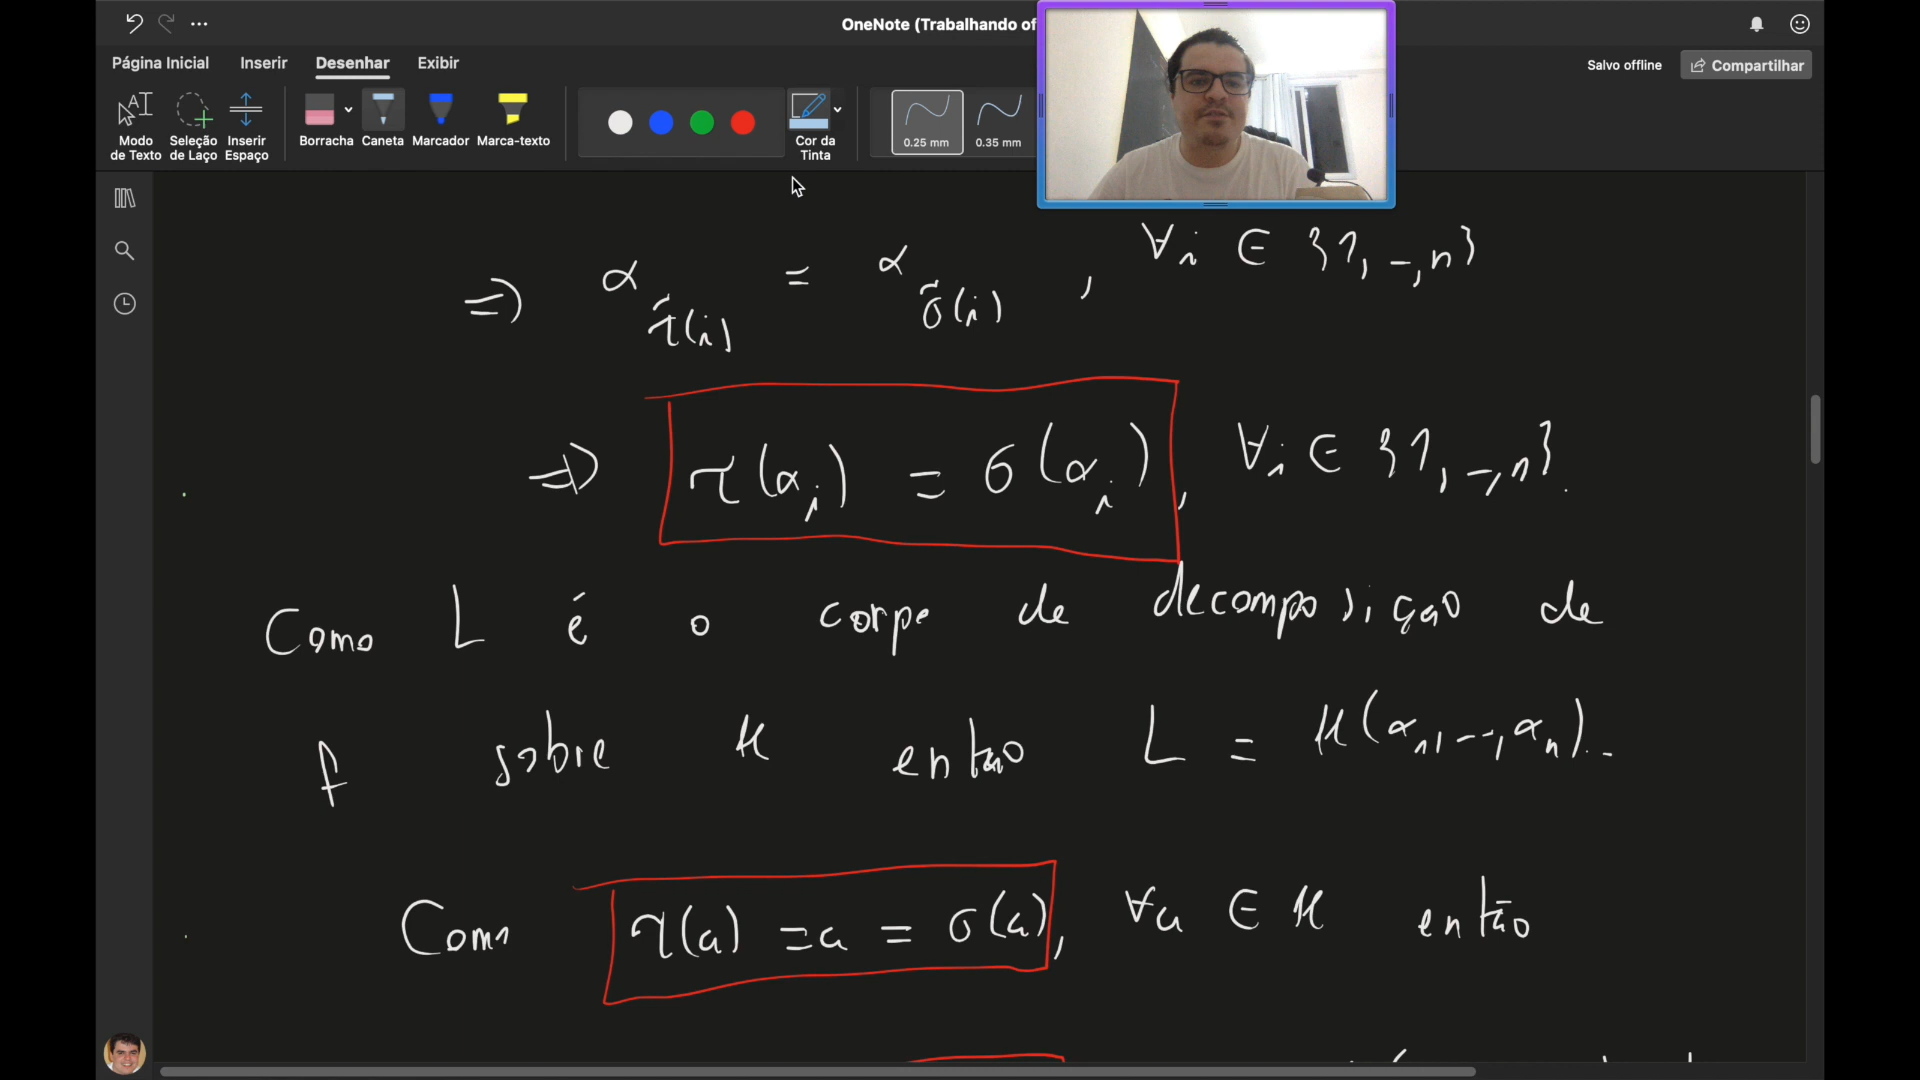 OneNote (Trabalhando of
Página Inicial Inserir Desenhar Exibir
Salvo offline Compartilhar
Modo de Texto
Seleção de Laço
Inserir Espaço
Borracha Caneta Marcador Marca-texto
Cor da Tinta
0.25 mm 0.35 mm
=> α_{τ̃(i)} = α_{σ̃(i)} , ∀i ∈ {1,-,n}
=> τ(α_i) = σ(α_i) , ∀i ∈ {1,-,n}.
Como L é o corpo de decomposição de
f sobre K então L = K(α_1,--,α_n).
Como τ(a) = a = σ(a), ∀a ∈ K então